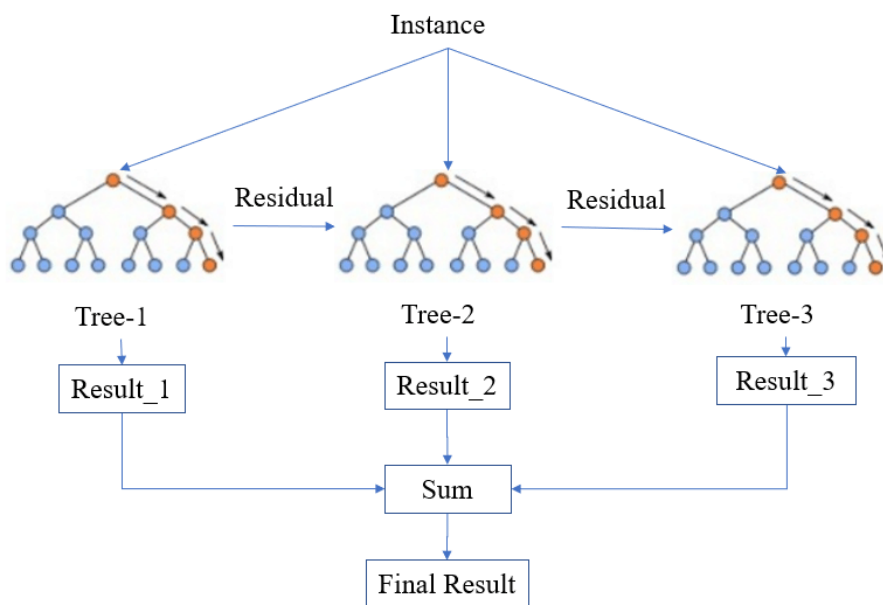 Instance
Residual
Residual
Tree-1
Tree-2
Tree-3
Result_1
Result_2
Result_3
Sum
Final Result